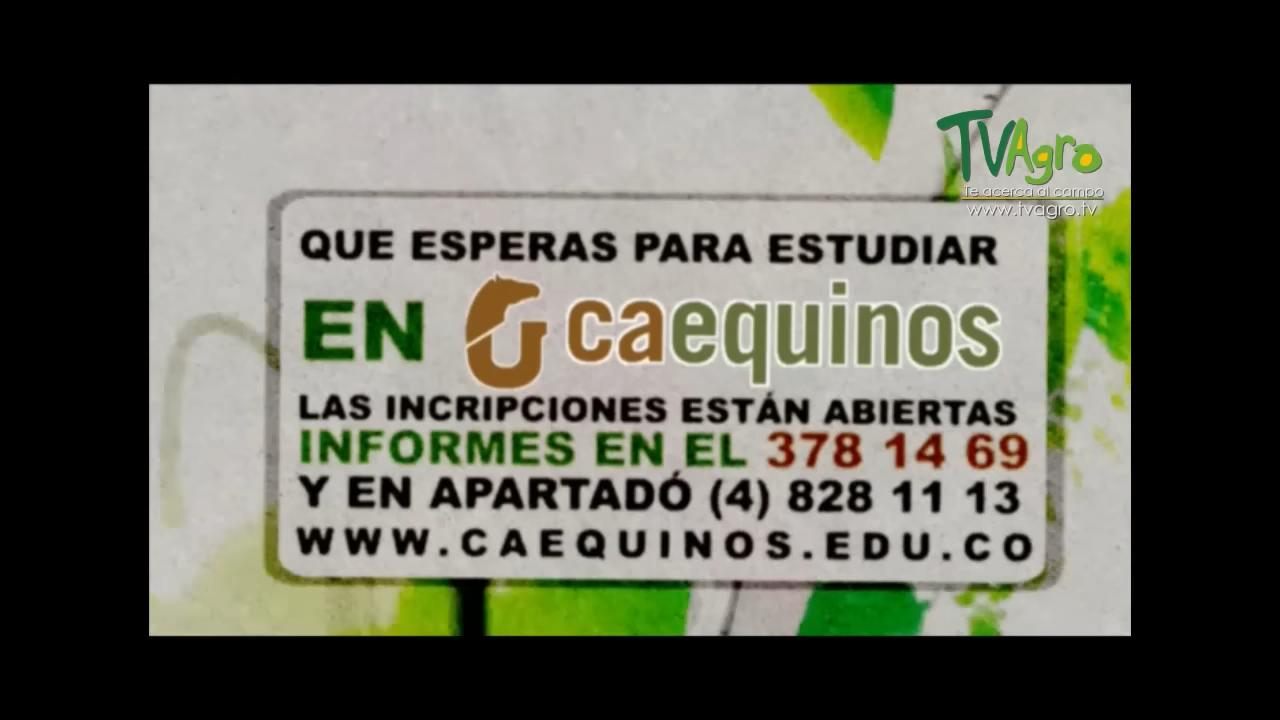 TVAgro
Te acerca al campo
www.tvagro.tv
QUE ESPERAS PARA ESTUDIAR
EN caequinos
LAS INCRIPCIONES ESTÁN ABIERTAS
INFORMES EN EL 378 14 69
Y EN APARTADÓ (4) 828 11 13
WWW.CAEQUINOS.EDU.CO